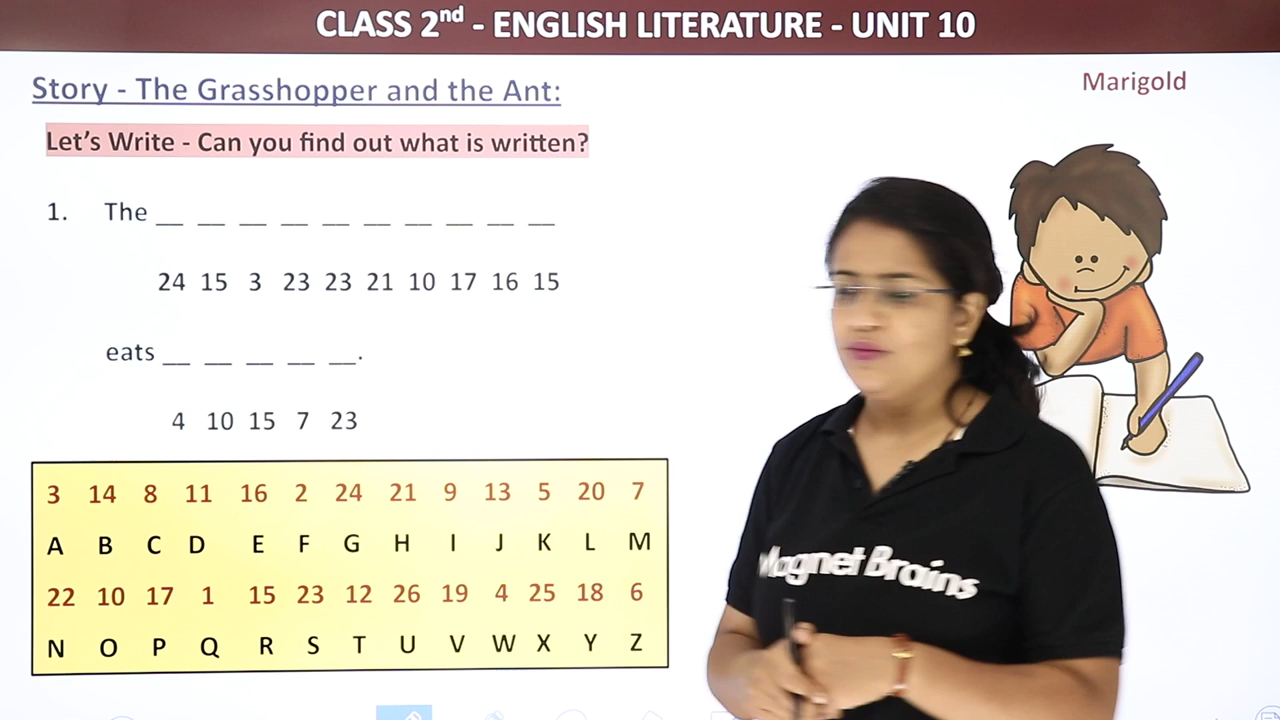 CLASS 2nd - ENGLISH LITERATURE - UNIT 10
Story - The Grasshopper and the Ant:
Marigold
Let's Write - Can you find out what is written?
1. The __ __ __ __ __ __ __ __ __ __
24 15 3 23 23 21 10 17 16 15
eats __ __ __ __ __.
4 10 15 7 23
3 14 8 11 16 2 24 21 9 13 5 20 7
A B C D E F G H I J K L M
22 10 17 1 15 23 12 26 19 4 25 18 6
N O P Q R S T U V W X Y Z
Magnet Brains